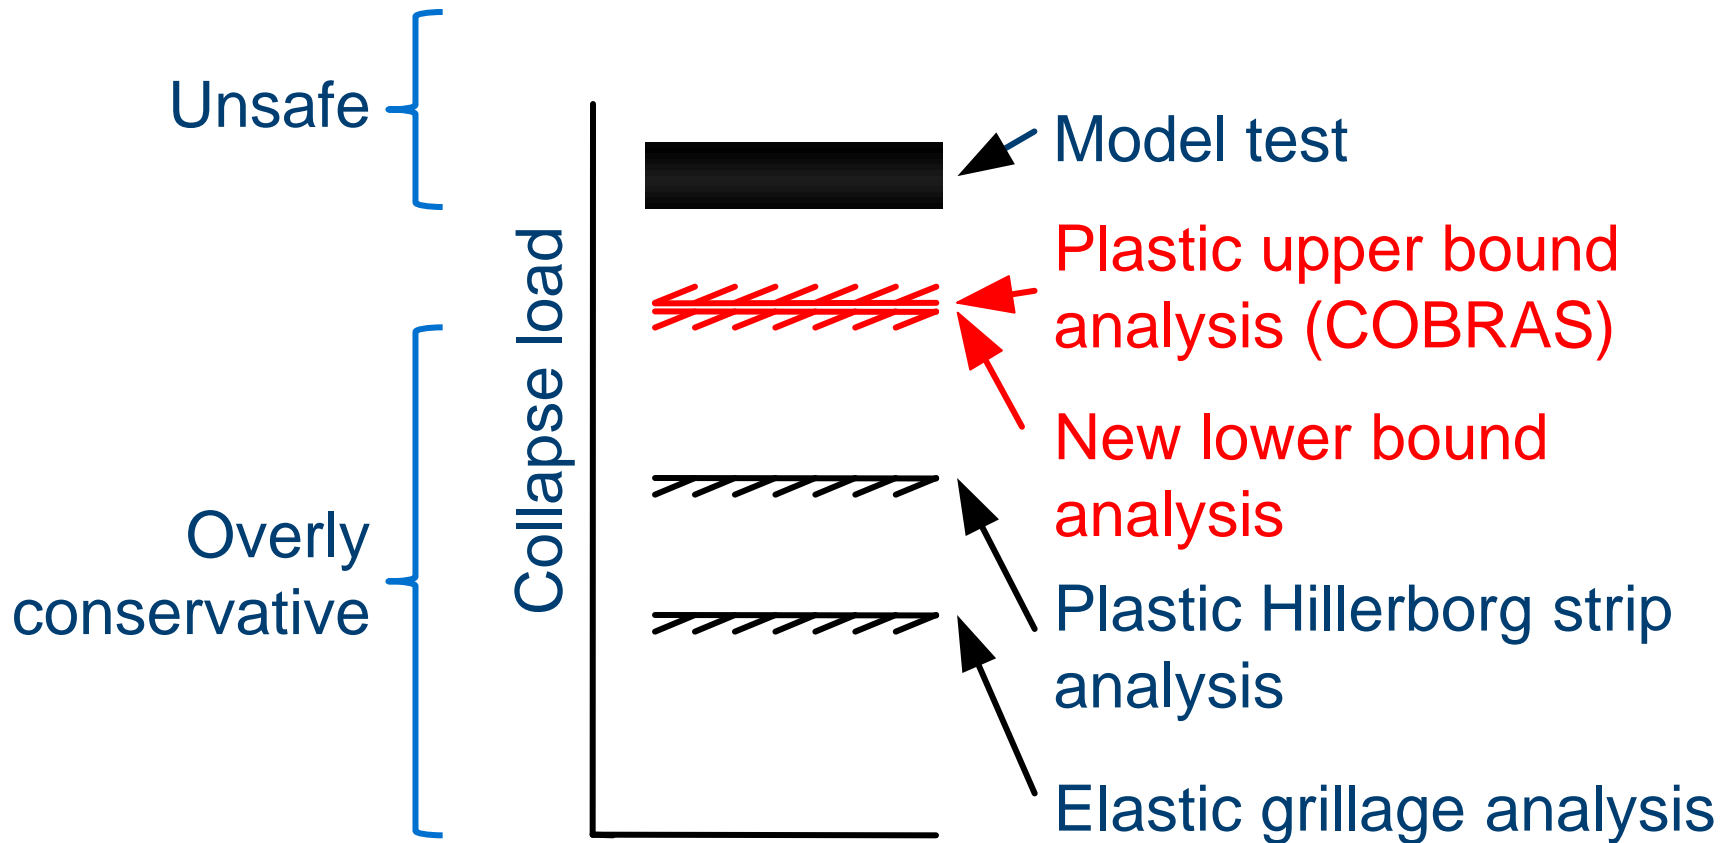 Unsafe
Overly
conservative
Collapse load
Model test
Plastic upper bound
analysis (COBRAS)
New lower bound
analysis
Plastic Hillerborg strip
analysis
Elastic grillage analysis